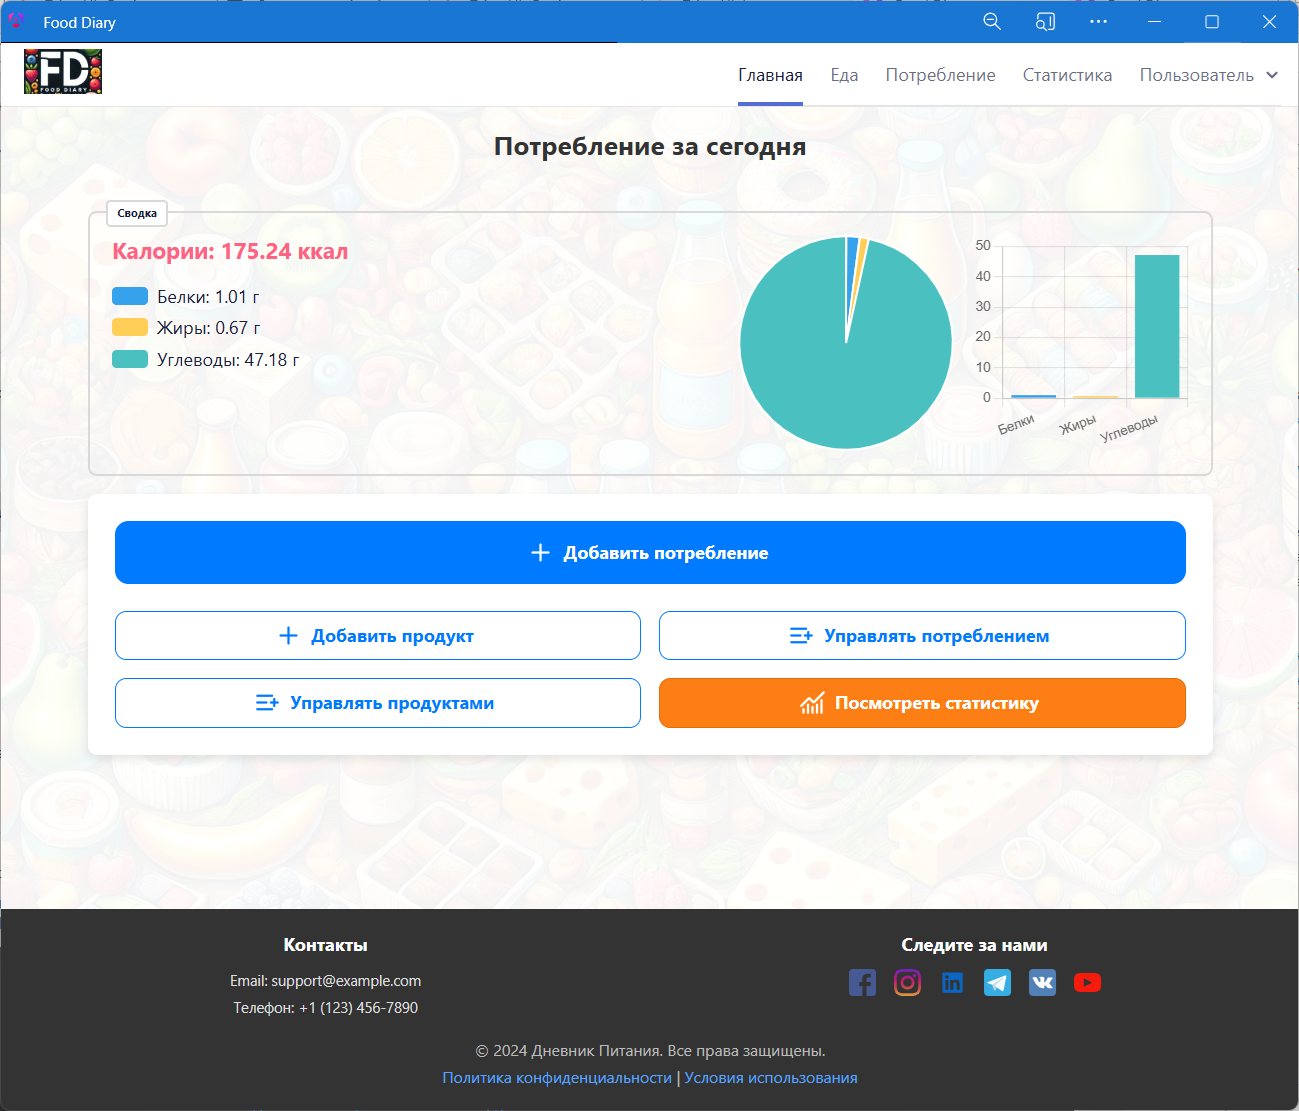 Food Diary
FD
FOOD DIARY
Главная Еда Потребление Статистика Пользователь
Потребление за сегодня
Сводка
Калории: 175.24 ккал
Белки: 1.01 г
Жиры: 0.67 г
Углеводы: 47.18 г
50
40
30
20
10
0
Белки Жиры Углеводы
Добавить потребление
Добавить продукт
Управлять потреблением
Управлять продуктами
Посмотреть статистику
Контакты
Email: support@example.com
Телефон: +1 (123) 456-7890
Следите за нами
© 2024 Дневник Питания. Все права защищены.
Политика конфиденциальности | Условия использования